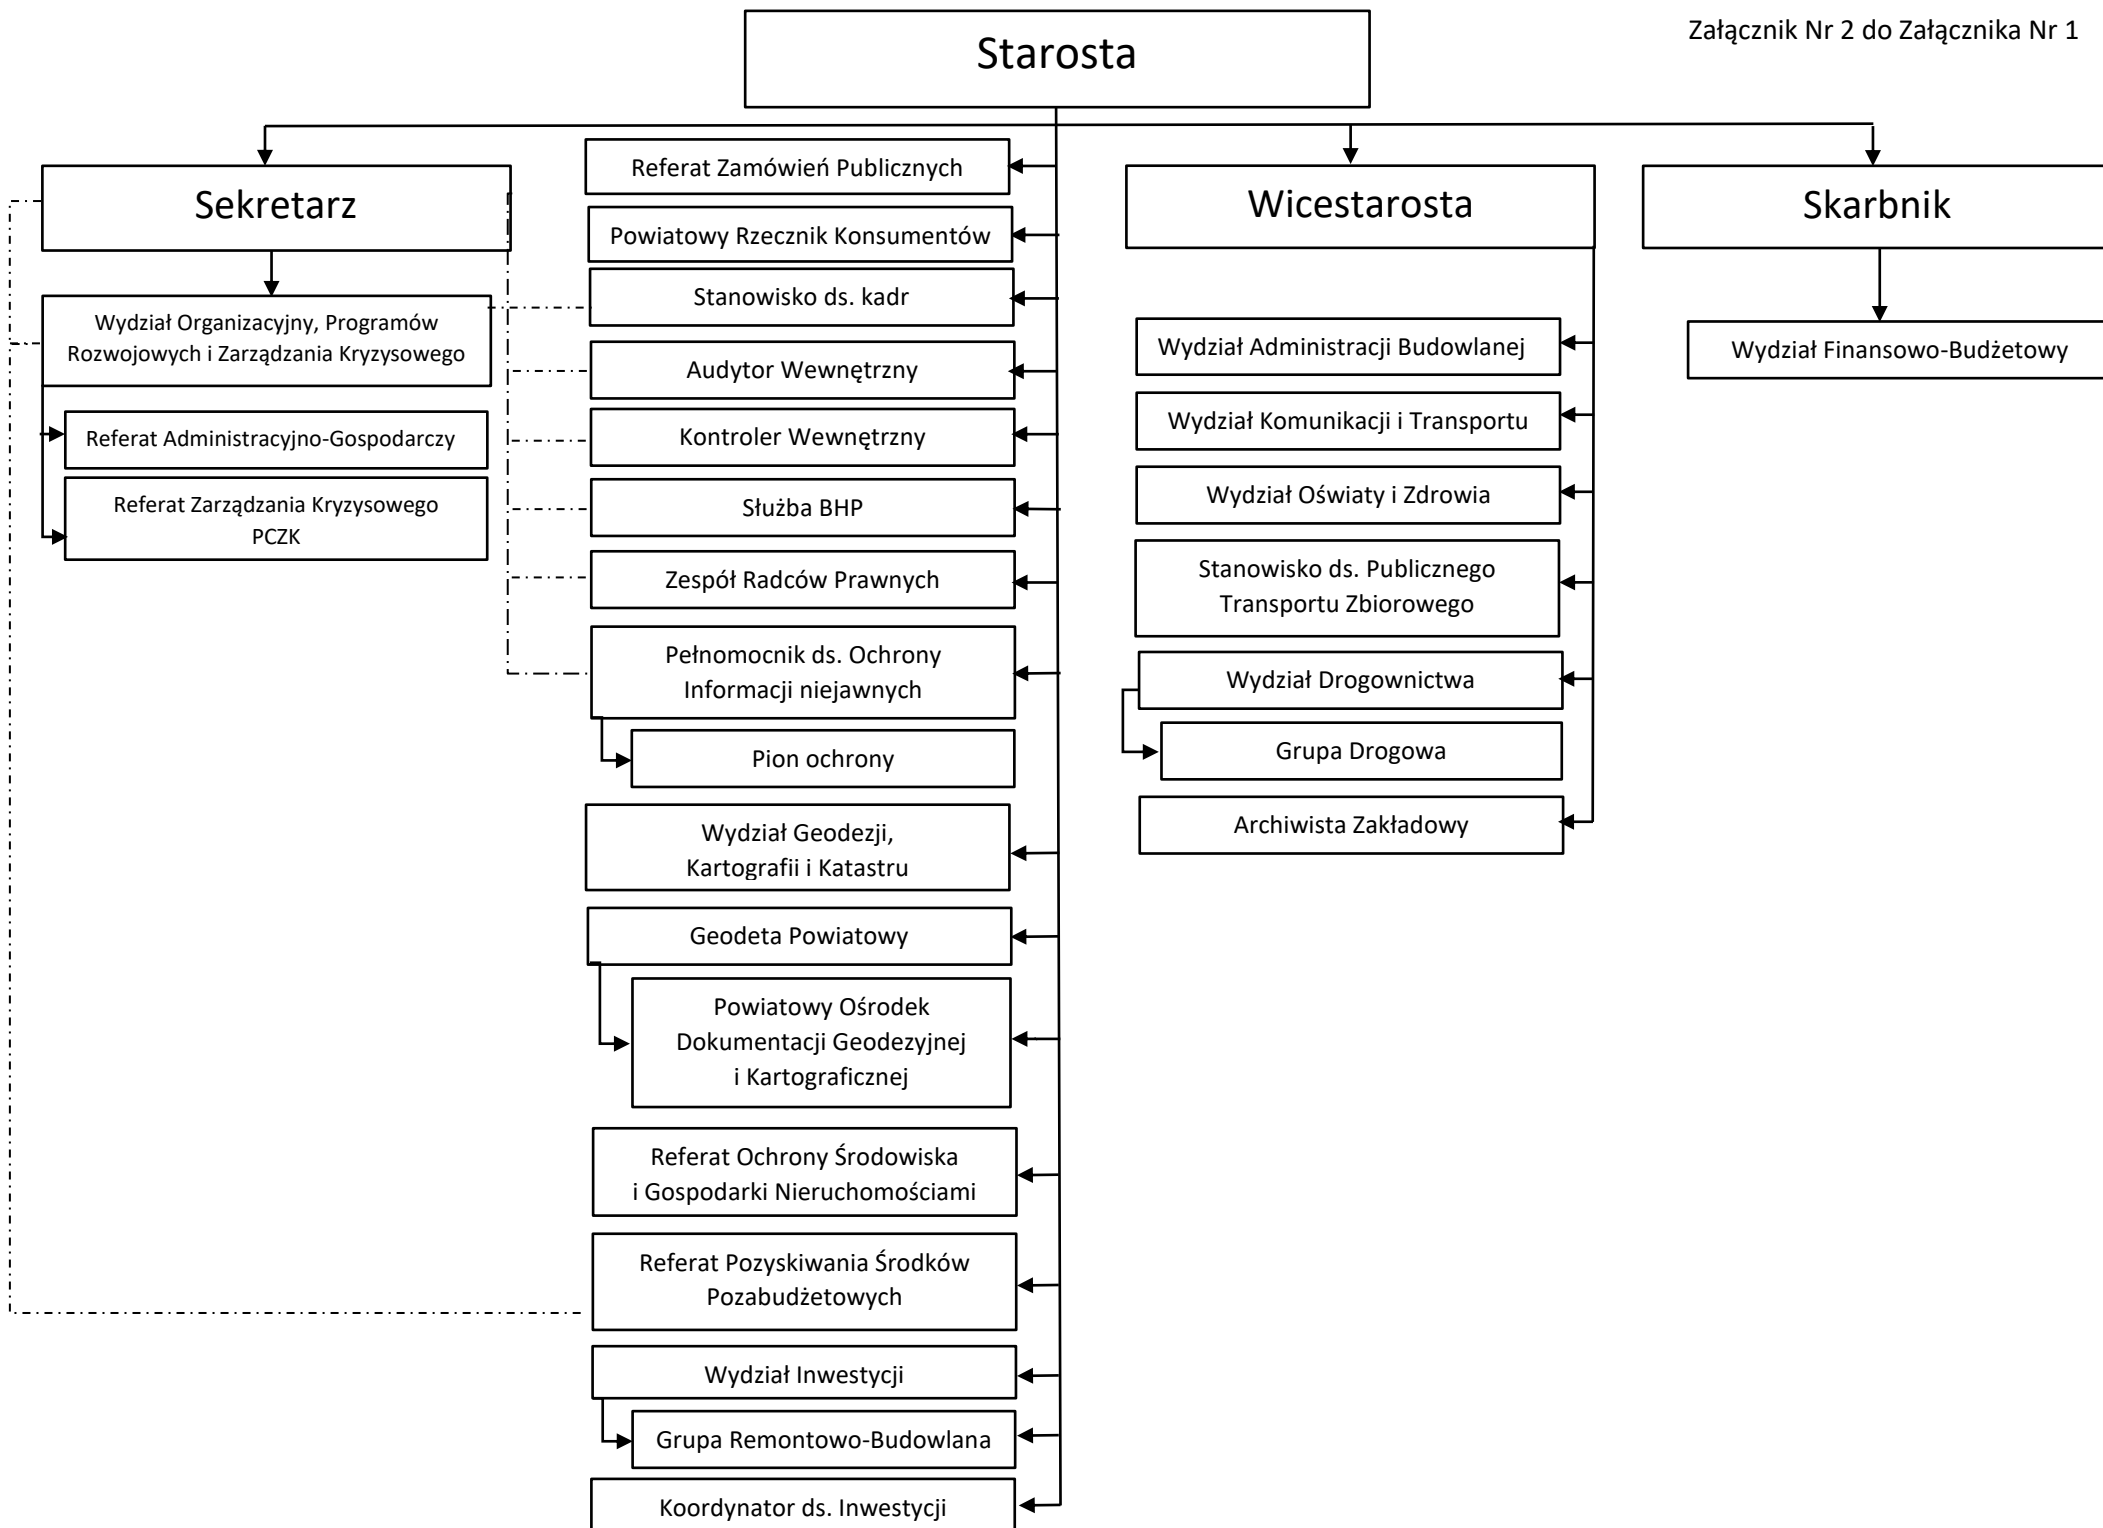 Załącznik Nr 2 do Załącznika Nr 1
Starosta
Sekretarz
Wydział Organizacyjny, Programów
Rozwojowych i Zarządzania Kryzysowego
Referat Administracyjno-Gospodarczy
Referat Zarządzania Kryzysowego
PCZK
Referat Zamówień Publicznych
Powiatowy Rzecznik Konsumentów
Stanowisko ds. kadr
Audytor Wewnętrzny
Kontroler Wewnętrzny
Służba BHP
Zespół Radców Prawnych
Pełnomocnik ds. Ochrony
Informacji niejawnych
Pion ochrony
Wydział Geodezji,
Kartografii i Katastru
Geodeta Powiatowy
Powiatowy Ośrodek
Dokumentacji Geodezyjnej
i Kartograficznej
Referat Ochrony Środowiska
i Gospodarki Nieruchomościami
Referat Pozyskiwania Środków
Pozabudżetowych
Wydział Inwestycji
Grupa Remontowo-Budowlana
Koordynator ds. Inwestycji
Wicestarosta
Wydział Administracji Budowlanej
Wydział Komunikacji i Transportu
Wydział Oświaty i Zdrowia
Stanowisko ds. Publicznego
Transportu Zbiorowego
Wydział Drogownictwa
Grupa Drogowa
Archiwista Zakładowy
Skarbnik
Wydział Finansowo-Budżetowy